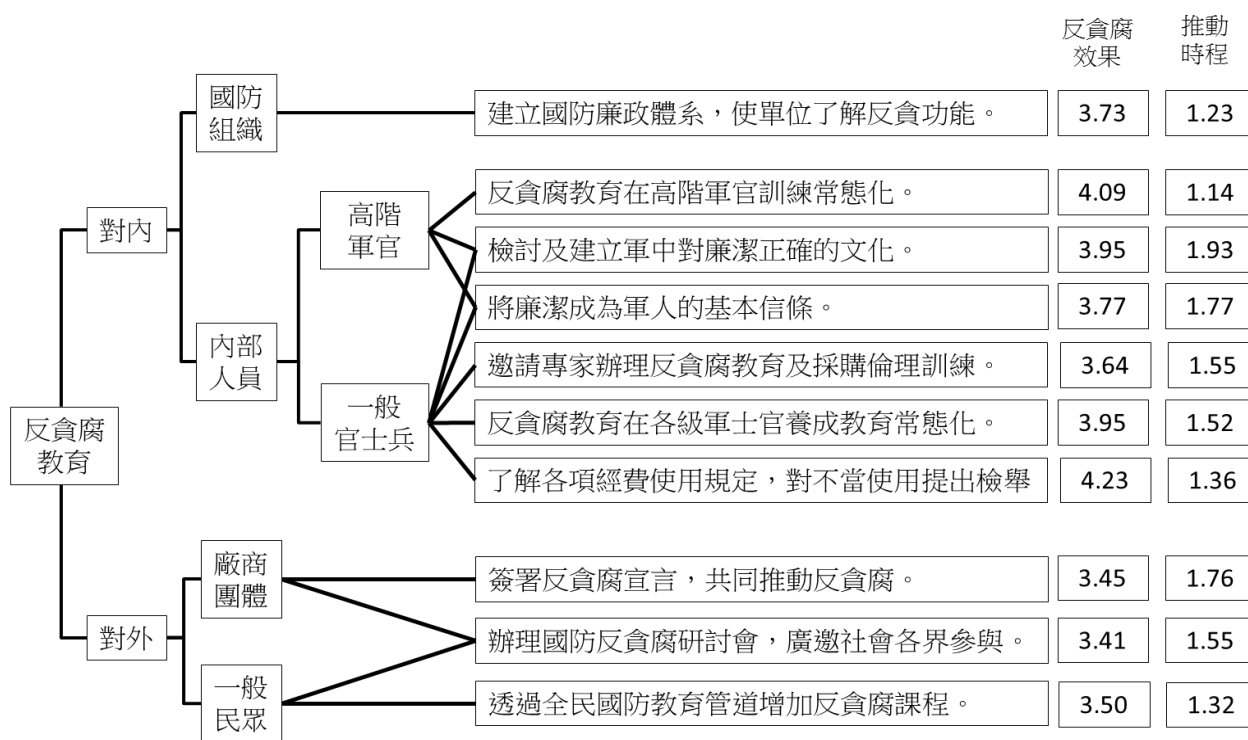 反貪腐
效果
推動
時程
國防
組織
建立國防廉政體系，使單位了解反貪功能。
3.73
1.23
對內
高階
軍官
反貪腐教育在高階軍官訓練常態化。
4.09
1.14
檢討及建立軍中對廉潔正確的文化。
3.95
1.93
將廉潔成為軍人的基本信條。
3.77
1.77
內部
人員
邀請專家辦理反貪腐教育及採購倫理訓練。
3.64
1.55
反貪腐
教育
一般
官士兵
反貪腐教育在各級軍士官養成教育常態化。
3.95
1.52
了解各項經費使用規定，對不當使用提出檢舉
4.23
1.36
廠商
團體
簽署反貪腐宣言，共同推動反貪腐。
3.45
1.76
對外
辦理國防反貪腐研討會，廣邀社會各界參與。
3.41
1.55
一般
民眾
透過全民國防教育管道增加反貪腐課程。
3.50
1.32